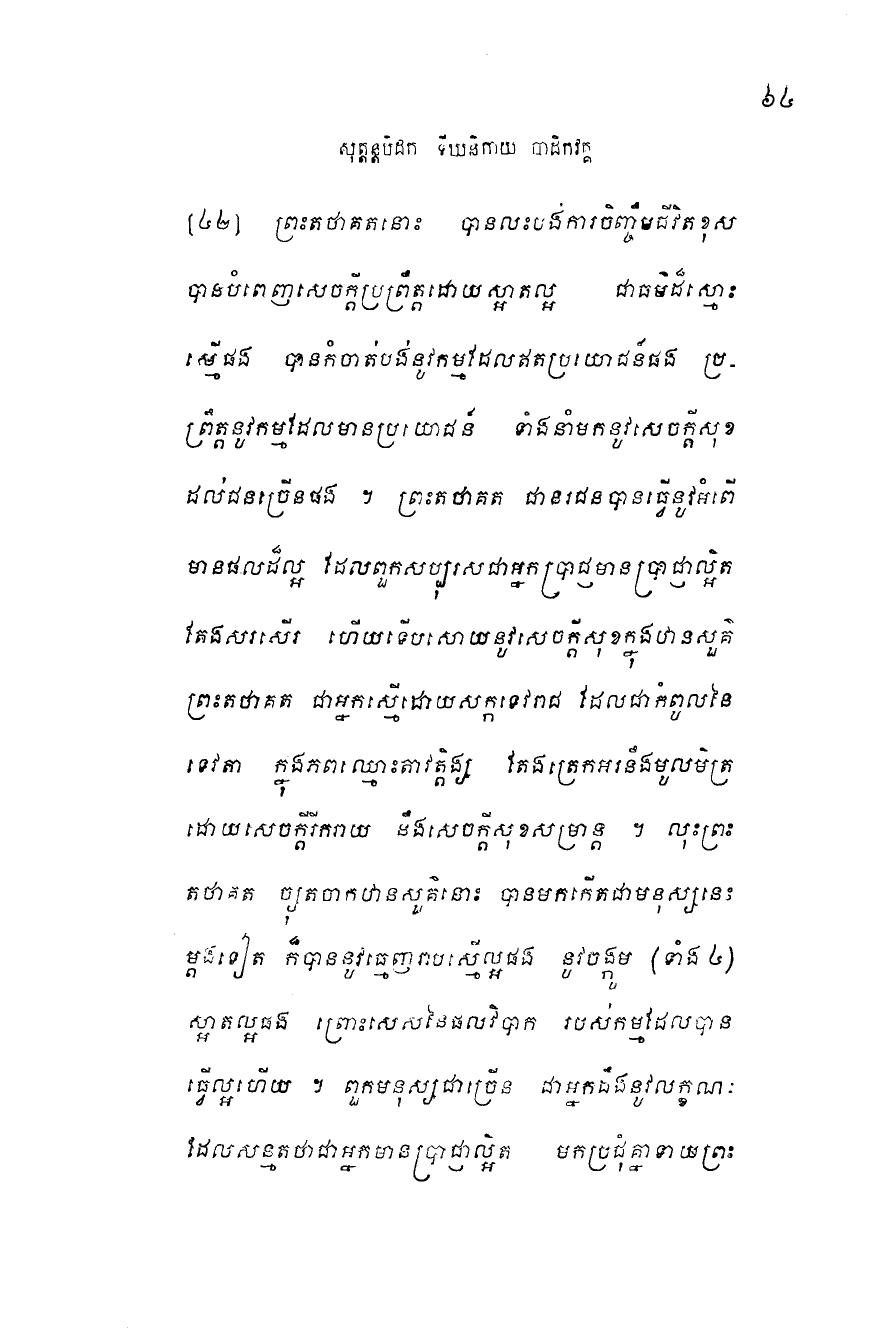 ៦៤
សុត្តន្តបិដក ទីឃនិកាយ បាដិកវគ្គ
[៤២] ព្រះតថាគតនោះ បានលះបង់ការចិញ្ចឹមជីវិតខុស
បានបំពេញសេចក្តីប្រព្រឹត្តដោយស្អាតល្អ ជាធម៌ដ៏ស្មោះ
ស្មើផង បានកំចាត់បង់នូវកម្មដែលឥតប្រយោជន៍ផង ប្រ-
ព្រឹត្តនូវកម្មដែលមានប្រយោជន៍ ទាំងនាំមកនូវសេចក្តីសុខ
ដល់ជនច្រើនផង ។ ព្រះតថាគត ជានរជនបានធ្វើនូវអំពើ
មានផលដ៏ល្អ ដែលពួកសប្បុរសជាអ្នកប្រាជ្ញមានប្រាជ្ញាល្អិត
តែងសរសើរ ហើយទើបសោយនូវសេចក្តីសុខក្នុងឋានសួគ៌
ព្រះតថាគត ជាអ្នកស្មើដោយសក្កទេវរាជ ដែលជាកំពូលនៃ
ទេវតា ក្នុងភពឈ្មោះតាវត្តិង្ស តែងត្រេកអរនឹងមូលមិត្រ
ដោយសេចក្តីរីករាយ នឹងសេចក្តីសុខសម្រាន្ត ។ លុះព្រះ
តថាគត ច្យុតចាកឋានសួគ៌នោះ បានមកកើតជាមនុស្សនេះ
ម្តងទៀត ក៏បាននូវធ្មេញរាបស្មើល្អផង នូវចង្កូម (ទាំង ៤)
ស្អាតល្អផង ព្រោះសេសនៃផលវិបាក របស់កម្មដែលបាន
ធ្វើល្អហើយ ។ ពួកមនុស្សជាច្រើន ជាអ្នកដឹងនូវលក្ខណៈ
ដែលសន្មតថាជាអ្នកមានប្រាជ្ញាល្អិត មកប្រជុំគ្នាទាយព្រះ